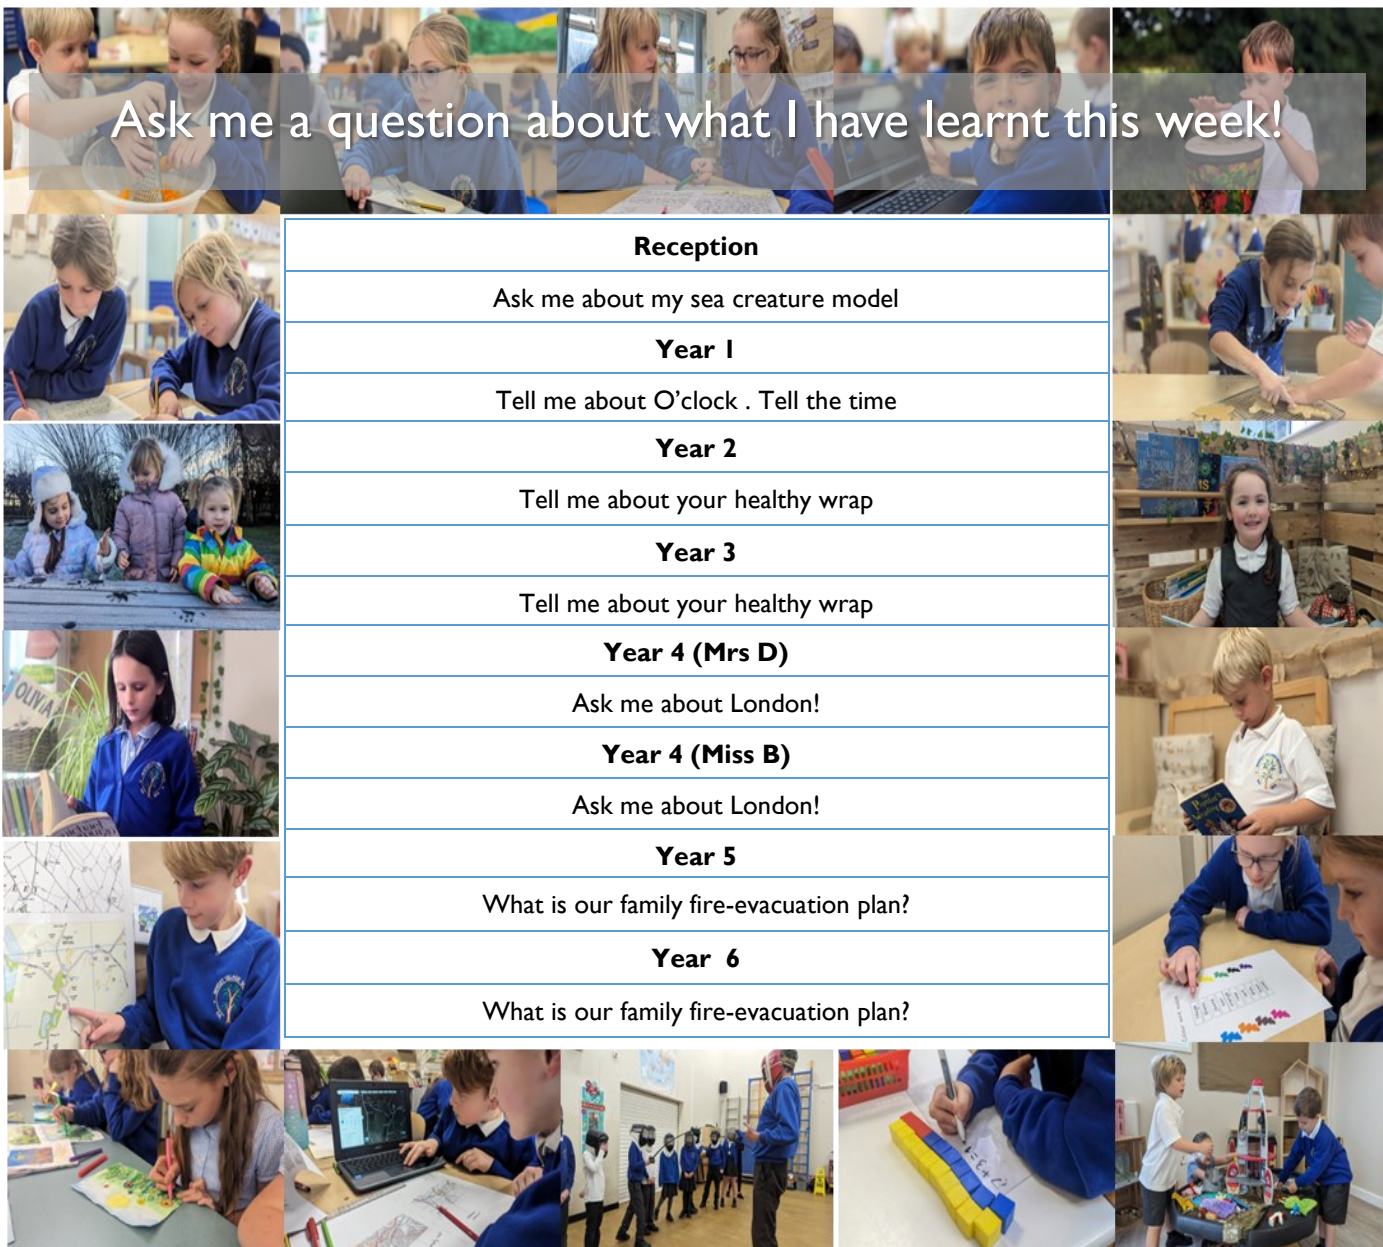 Ask me a question about what I have learnt this week!
Reception
Ask me about my sea creature model
Year 1
Tell me about O’clock . Tell the time
Year 2
Tell me about your healthy wrap
Year 3
Tell me about your healthy wrap
Year 4 (Mrs D)
Ask me about London!
Year 4 (Miss B)
Ask me about London!
Year 5
What is our family fire-evacuation plan?
Year  6
What is our family fire-evacuation plan?
OLIVIA